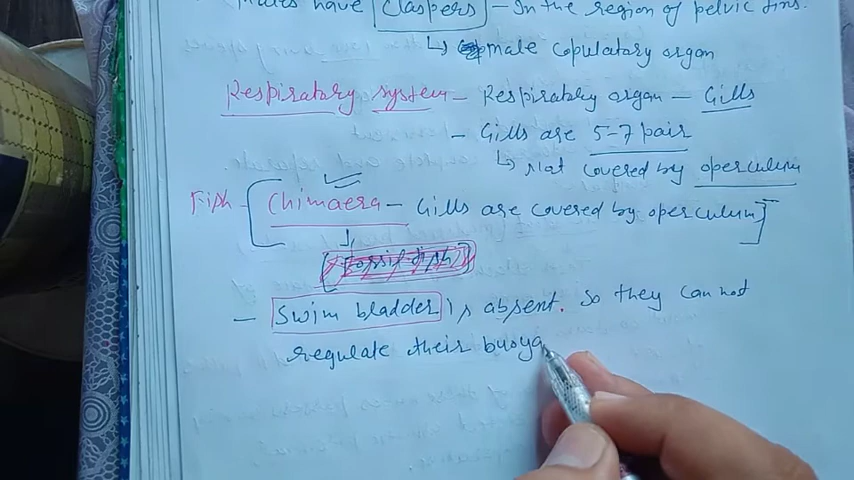 Males have Claspers - In the region of pelvic fins.
↳ male copulatory organ
Respiratory system - Respiratory organ - Gills
- Gills are 5-7 pair
↳ Not covered by operculum
Fish - [Chimaera - Gills are covered by operculum]
- Swim bladder is absent. So they can not
regulate their buoya